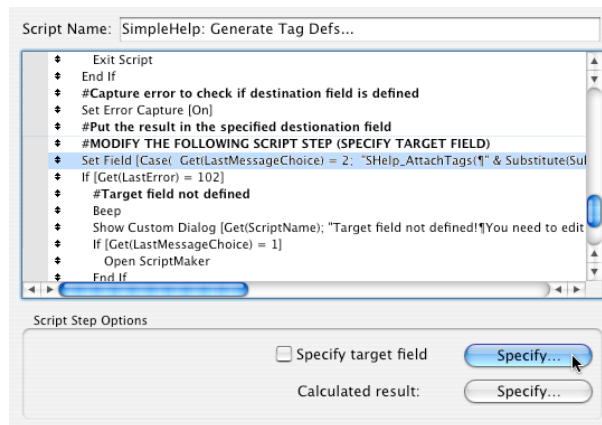 Script Name: SimpleHelp: Generate Tag Defs...
Exit Script
End If
#Capture error to check if destination field is defined
Set Error Capture [On]
#Put the result in the specified destionation field
#MODIFY THE FOLLOWING SCRIPT STEP (SPECIFY TARGET FIELD)
Set Field [Case( Get(LastMessageChoice) = 2; "SHelp_AttachTags(¶" & Substitute(Sul
If [Get(LastError) = 102]
#Target field not defined
Beep
Show Custom Dialog [Get(ScriptName); "Target field not defined!¶You need to edit
If [Get(LastMessageChoice) = 1]
Open ScriptMaker
End If
Script Step Options
Specify target field Specify...
Calculated result: Specify...